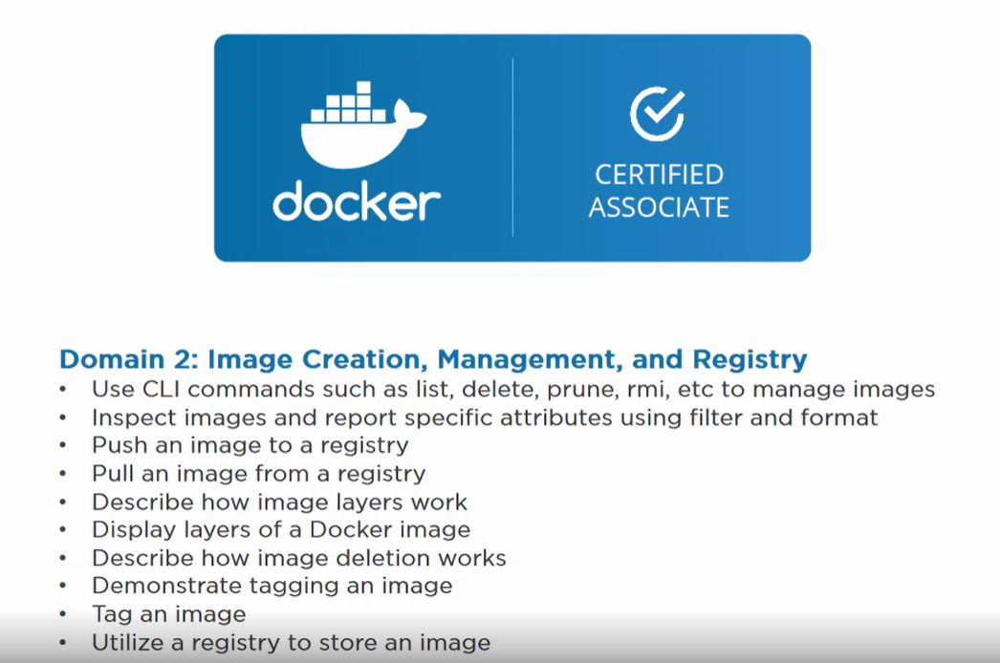 docker
CERTIFIED
ASSOCIATE
Domain 2: Image Creation, Management, and Registry
• Use CLI commands such as list, delete, prune, rmi, etc to manage images
• Inspect images and report specific attributes using filter and format
• Push an image to a registry
• Pull an image from a registry
• Describe how image layers work
• Display layers of a Docker image
• Describe how image deletion works
• Demonstrate tagging an image
• Tag an image
• Utilize a registry to store an image